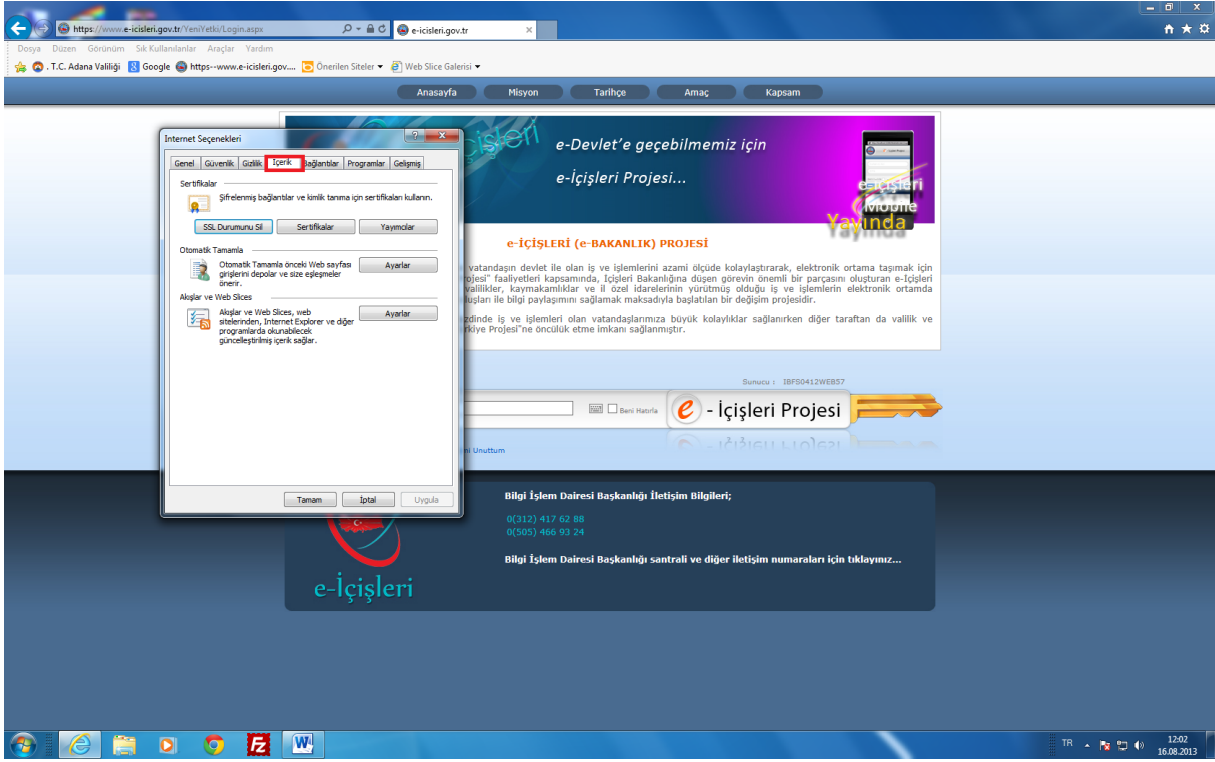 https://www.e-icisleri.gov.tr/YeniYetki/Login.aspx
e-icisleri.gov.tr
Dosya Düzen Görünüm Sık Kullanılanlar Araçlar Yardım
. T.C. Adana Valiliği Google https--www.e-icisleri.gov.... Önerilen Siteler Web Slice Galerisi
Anasayfa Misyon Tarihçe Amaç Kapsam
e-Devlet'e geçebilmemiz için
e-İçişleri Projesi...
e-içişleri
Mobile
Yayında
Internet Seçenekleri
Genel Güvenlik Gizlilik İçerik Bağlantılar Programlar Gelişmiş
Sertifikalar
Şifrelenmiş bağlantılar ve kimlik tanıma için sertifikaları kullanın.
SSL Durumunu Sil Sertifikalar Yayımcılar
Otomatik Tamamla
Otomatik Tamamla önceki Web sayfası
girişlerini depolar ve size eşleşmeler
önerir.
Ayarlar
Akışlar ve Web Slices
Akışlar ve Web Slices, web
sitelerinden, Internet Explorer ve diğer
programlarda okunabilecek
güncelleştirilmiş içerik sağlar.
Ayarlar
Tamam İptal Uygula
e-İÇİŞLERİ (e-BAKANLIK) PROJESİ
vatandaşın devlet ile olan iş ve işlemlerini azami ölçüde kolaylaştırarak, elektronik ortama taşımak için
ojesi" faaliyetleri kapsamında, İçişleri Bakanlığına düşen görevin önemli bir parçasını oluşturan e-İçişleri
valilikler, kaymakamlıklar ve il özel idarelerinin yürütmüş olduğu iş ve işlemlerin elektronik ortamda
luşları ile bilgi paylaşımını sağlamak maksadıyla başlatılan bir değişim projesidir.
zdinde iş ve işlemleri olan vatandaşlarımıza büyük kolaylıklar sağlanırken diğer taraftan da valilik ve
rkiye Projesi"ne öncülük etme imkanı sağlanmıştır.
Sunucu : IBFS0412WEB57
Beni Hatırla
e - İçişleri Projesi
mi Unuttum
Bilgi İşlem Dairesi Başkanlığı İletişim Bilgileri;
0(312) 417 62 88
0(505) 466 93 24
Bilgi İşlem Dairesi Başkanlığı santrali ve diğer iletişim numaraları için tıklayınız...
e-İçişleri
TR
12:02
16.08.2013